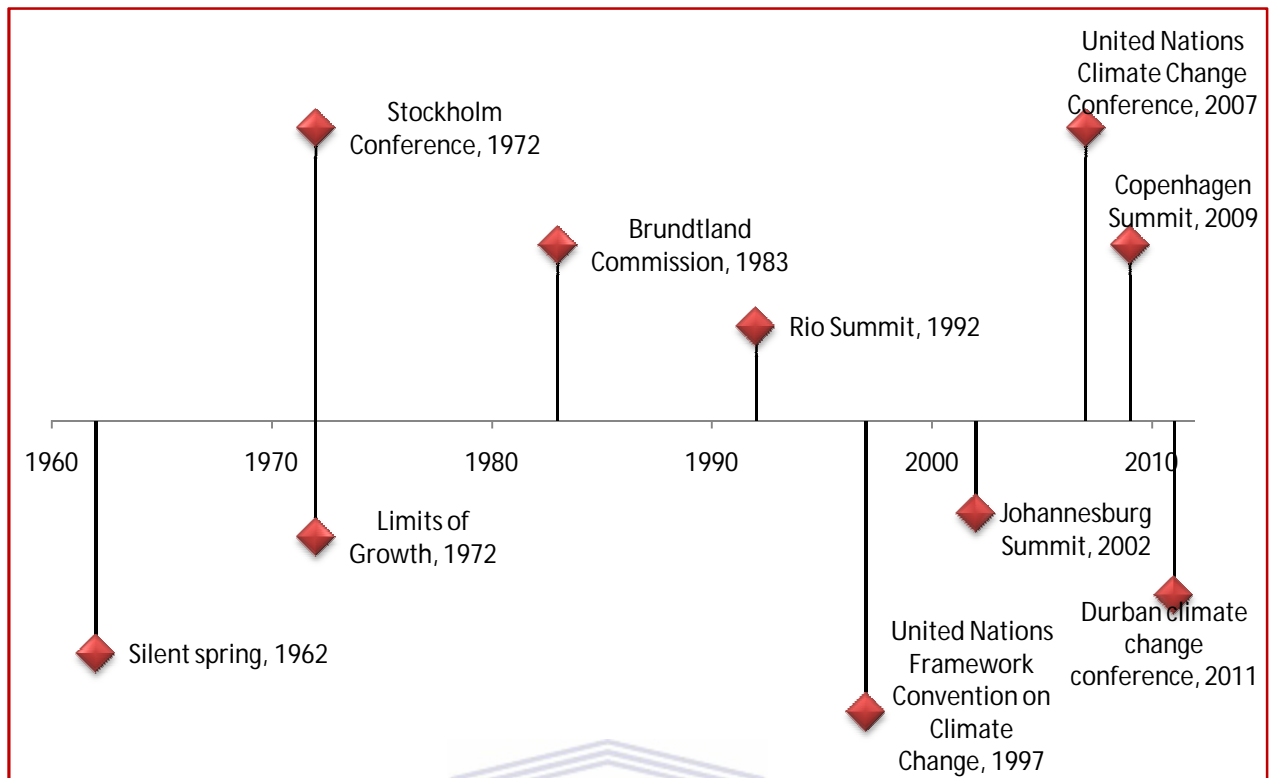 United Nations
Climate Change
Conference, 2007
Stockholm
Conference, 1972
Copenhagen
Summit, 2009
Brundtland
Commission, 1983
Rio Summit, 1992
1960
1970
1980
1990
2000
2010
Limits of
Growth, 1972
Johannesburg
Summit, 2002
Silent spring, 1962
United Nations
Framework
Convention on
Climate
Change, 1997
Durban climate
change
conference, 2011